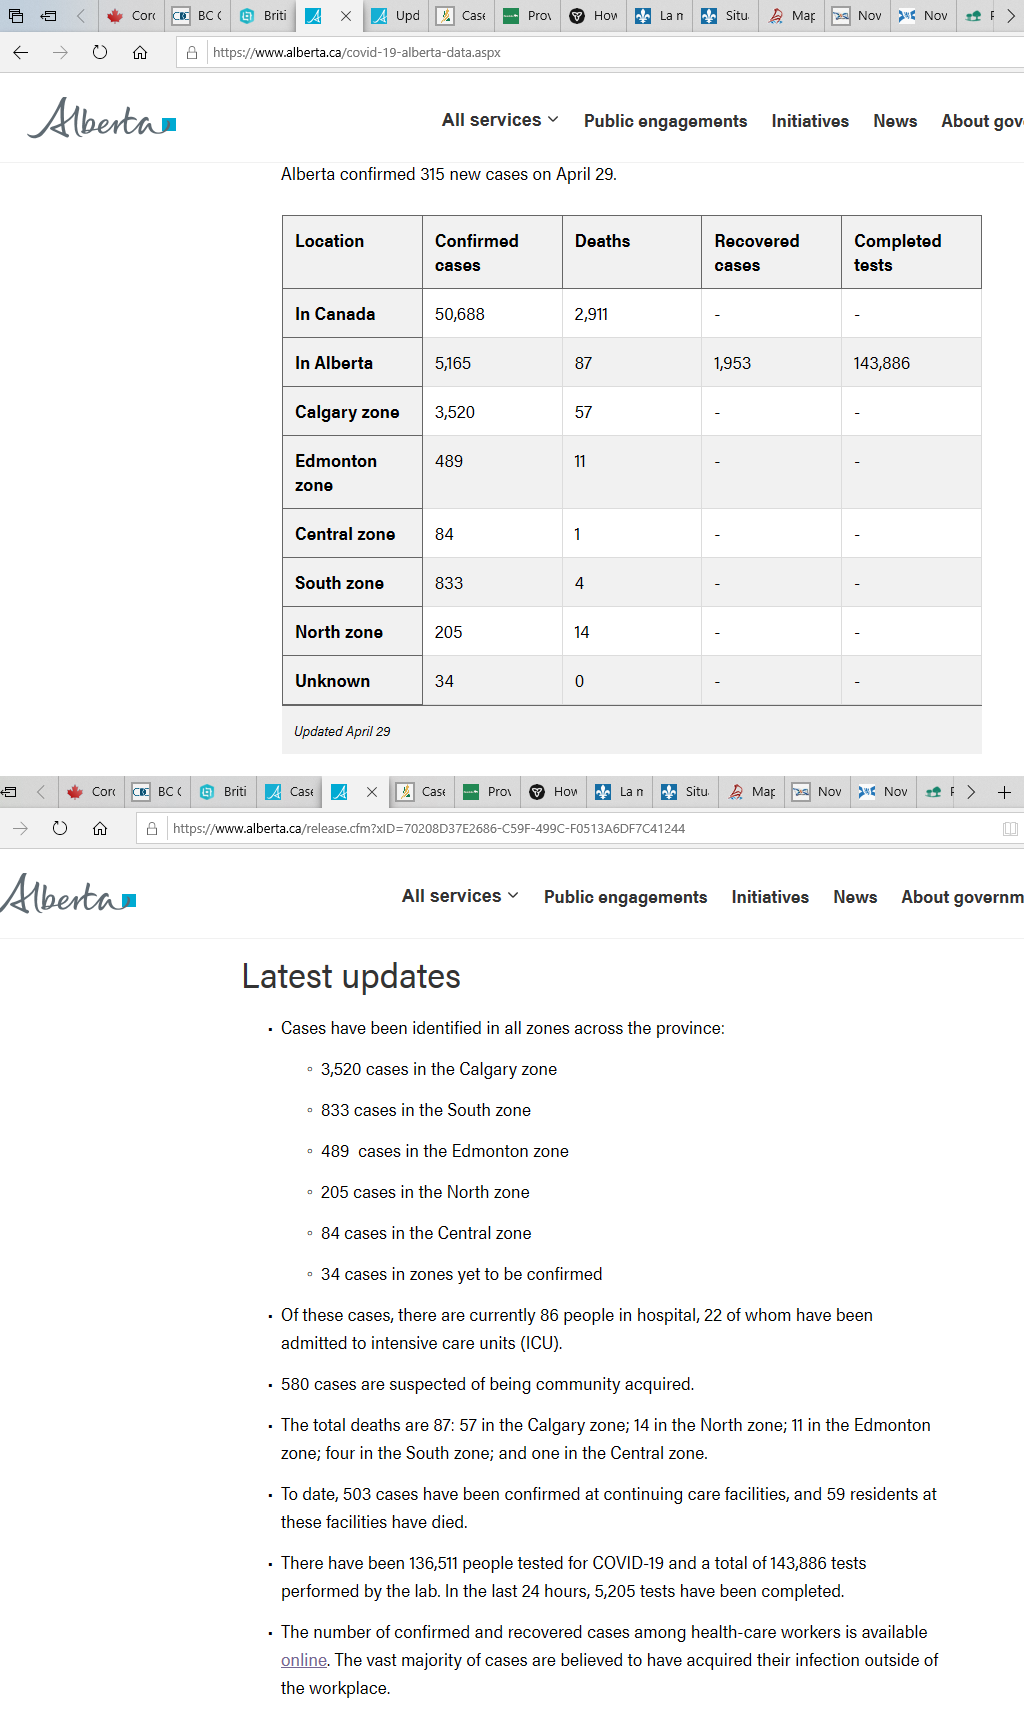 Corc
BC C
Briti
Upd
Case
Prov
How
La n
Situ
Map
Nov
Nov
F
https://www.alberta.ca/covid-19-alberta-data.aspx
Alberta
All services Public engagements Initiatives News About gov
Alberta confirmed 315 new cases on April 29.
Location Confirmed cases Deaths Recovered cases Completed tests
In Canada 50,688 2,911 - -
In Alberta 5,165 87 1,953 143,886
Calgary zone 3,520 57 - -
Edmonton zone 489 11 - -
Central zone 84 1 - -
South zone 833 4 - -
North zone 205 14 - -
Unknown 34 0 - -
Updated April 29
Corc
BC C
Briti
Case
Case
Prov
How
La n
Situ
Map
Nov
Nov
F
https://www.alberta.ca/release.cfm?xID=70208D37E2686-C59F-499C-F0513A6DF7C41244
Alberta
All services Public engagements Initiatives News About governm
Latest updates
• Cases have been identified in all zones across the province:
◦ 3,520 cases in the Calgary zone
◦ 833 cases in the South zone
◦ 489 cases in the Edmonton zone
◦ 205 cases in the North zone
◦ 84 cases in the Central zone
◦ 34 cases in zones yet to be confirmed
• Of these cases, there are currently 86 people in hospital, 22 of whom have been
admitted to intensive care units (ICU).
• 580 cases are suspected of being community acquired.
• The total deaths are 87: 57 in the Calgary zone; 14 in the North zone; 11 in the Edmonton
zone; four in the South zone; and one in the Central zone.
• To date, 503 cases have been confirmed at continuing care facilities, and 59 residents at
these facilities have died.
• There have been 136,511 people tested for COVID-19 and a total of 143,886 tests
performed by the lab. In the last 24 hours, 5,205 tests have been completed.
• The number of confirmed and recovered cases among health-care workers is available
online. The vast majority of cases are believed to have acquired their infection outside of
the workplace.